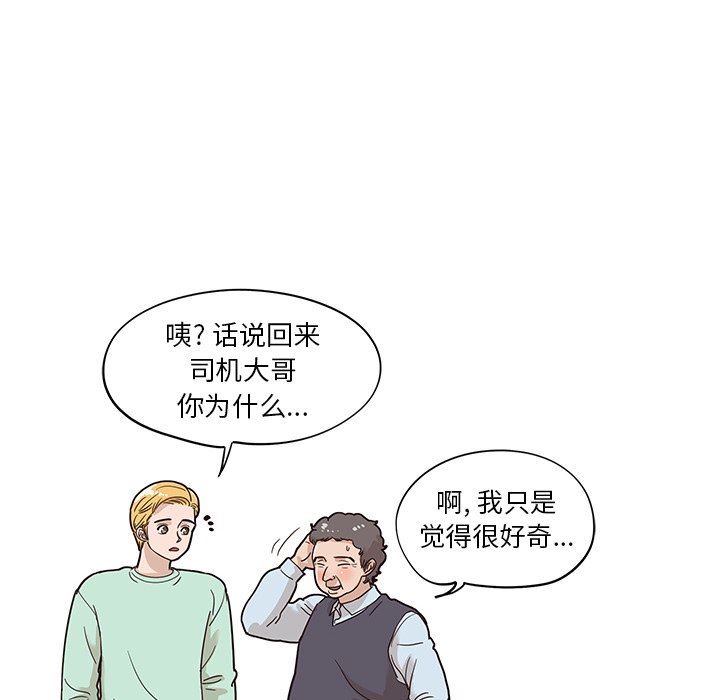 咦? 话说回来
司机大哥
你为什么...
啊, 我只是
觉得很好奇...